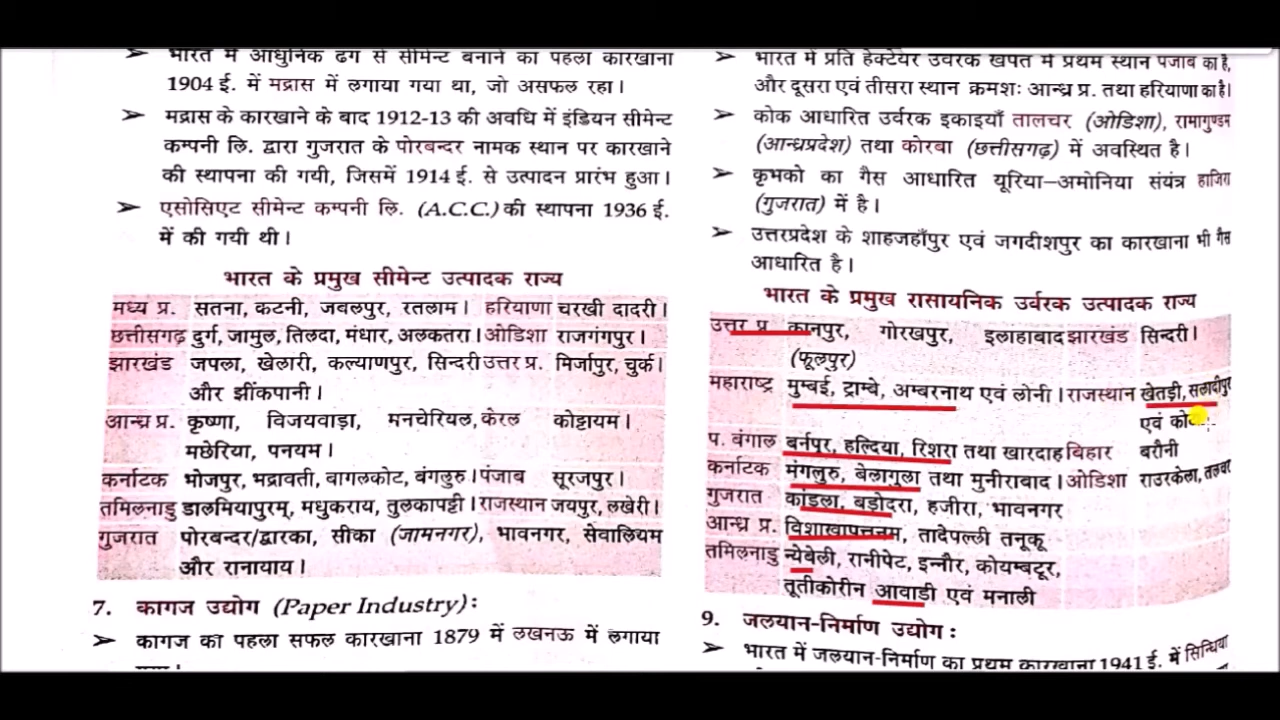 भारत में आधुनिक ढंग से सीमेन्ट बनाने का पहला कारखाना
1904 ई. में मद्रास में लगाया गया था, जो असफल रहा।
मद्रास के कारखाने के बाद 1912-13 की अवधि में इंडियन सीमेन्ट
कम्पनी लि. द्वारा गुजरात के पोरबन्दर नामक स्थान पर कारखाने
की स्थापना की गयी, जिसमें 1914 ई. से उत्पादन प्रारंभ हुआ।
एसोसिएट सीमेन्ट कम्पनी लि. (A.C.C.) की स्थापना 1936 ई.
में की गयी थी।
भारत के प्रमुख सीमेन्ट उत्पादक राज्य
मध्य प्र. सतना, कटनी, जबलपुर, रतलाम। हरियाणा चरखी दादरी।
छत्तीसगढ़ दुर्ग, जामुल, तिलदा, मंधार, अलकतरा। ओडिशा राजगंगपुर।
झारखंड जपला, खेलारी, कल्याणपुर, सिन्दरी उत्तर प्र. मिर्जापुर, चुर्क।
और झींकपानी।
आन्ध्र प्र. कृष्णा, विजयवाड़ा, मनचेरियल, केरल कोट्टायम।
मछेरिया, पनयम।
कर्नाटक भोजपुर, भद्रावती, बागलकोट, बंगलुरु। पंजाब सूरजपुर।
तमिलनाडु डालमियापुरम्, मधुकराय, तुलकापट्टी। राजस्थान जयपुर, लखेरी।
गुजरात पोरबन्दर/द्वारका, सीका (जामनगर), भावनगर, सेवालियम
और रानायाय।
7. कागज उद्योग (Paper Industry):
कागज का पहला सफल कारखाना 1879 में लखनऊ में लगाया
भारत में प्रति हेक्टेयर उर्वरक खपत में प्रथम स्थान पंजाब का है,
और दूसरा एवं तीसरा स्थान क्रमशः आन्ध्र प्र. तथा हरियाणा का है।
कोक आधारित उर्वरक इकाइयाँ तालचर (ओडिशा), रामागुण्डम
(आन्ध्रप्रदेश) तथा कोरबा (छत्तीसगढ़) में अवस्थित है।
कृभको का गैस आधारित यूरिया–अमोनिया संयंत्र हाजिरा
(गुजरात) में है।
उत्तरप्रदेश के शाहजहाँपुर एवं जगदीशपुर का कारखाना भी गैस
आधारित है।
भारत के प्रमुख रासायनिक उर्वरक उत्पादक राज्य
उत्तर प्र. कानपुर, गोरखपुर, इलाहाबाद झारखंड सिन्दरी।
(फूलपुर)
महाराष्ट्र मुम्बई, ट्राम्बे, अम्बरनाथ एवं लोनी। राजस्थान खेतड़ी, सलादीपुर
एवं
प. बंगाल बर्नपुर, हल्दिया, रिशरा तथा खारदाह बिहार बरौनी
कर्नाटक मंगलुरु, बेलागुला तथा मुनीराबाद। ओडिशा राउरकेला, तलचर
गुजरात कांडला, बड़ोदरा, हजीरा, भावनगर
आन्ध्र प्र. विशाखापत्तनम, तादेपल्ली तनूकू
तमिलनाडु न्येबेली, रानीपेट, इन्नौर, कोयम्बटूर,
तूतीकोरीन आवाडी एवं मनाली
9. जलयान-निर्माण उद्योग :
भारत में जलयान-निर्माण का प्रथम कारखाना 1941 ई. में सिन्धिया